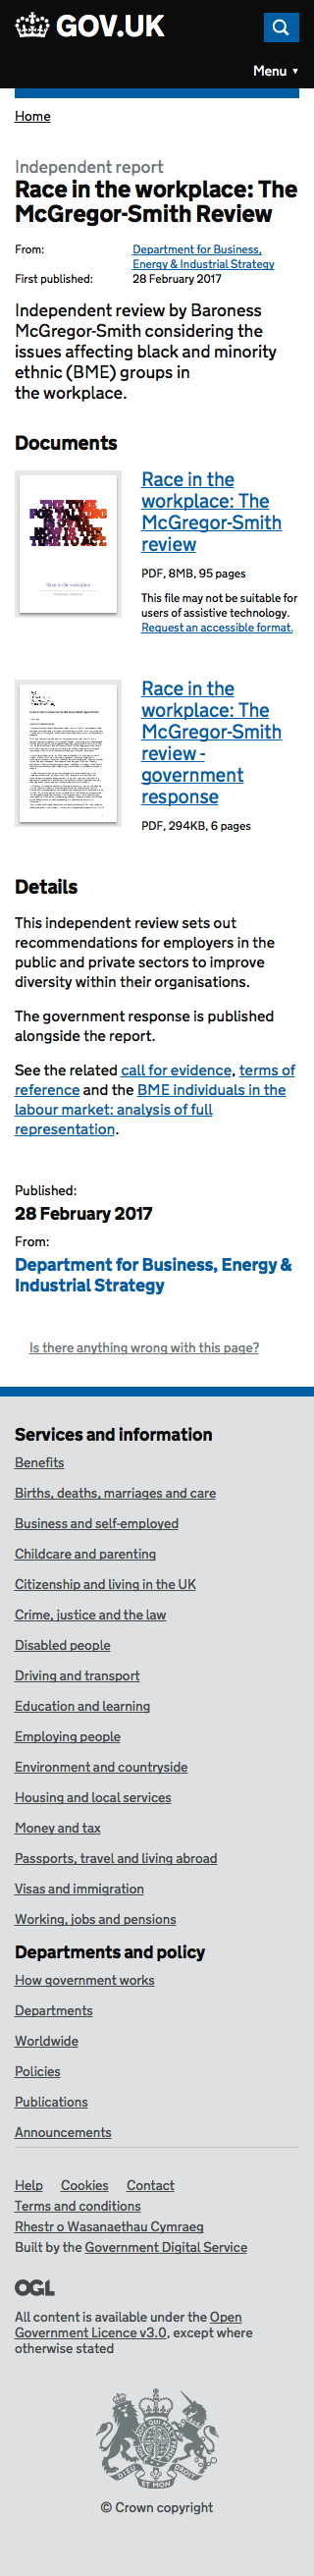 GOV.UK
Menu ▼
Home
Independent report
Race in the workplace: The
McGregor-Smith Review
From:
Department for Business,
Energy & Industrial Strategy
First published:
28 February 2017
Independent review by Baroness
McGregor-Smith considering the
issues affecting black and minority
ethnic (BME) groups in
the workplace.
Documents
Race in the workplace
Race in the
workplace: The
McGregor-Smith
review
PDF, 8MB, 95 pages
This file may not be suitable for
users of assistive technology.
Request an accessible format.
Race in the
workplace: The
McGregor-Smith
review -
government
response
PDF, 294KB, 6 pages
Details
This independent review sets out
recommendations for employers in the
public and private sectors to improve
diversity within their organisations.
The government response is published
alongside the report.
See the related call for evidence, terms of
reference and the BME individuals in the
labour market: analysis of full
representation.
Published:
28 February 2017
From:
Department for Business, Energy &
Industrial Strategy
Is there anything wrong with this page?
Services and information
Benefits
Births, deaths, marriages and care
Business and self-employed
Childcare and parenting
Citizenship and living in the UK
Crime, justice and the law
Disabled people
Driving and transport
Education and learning
Employing people
Environment and countryside
Housing and local services
Money and tax
Passports, travel and living abroad
Visas and immigration
Working, jobs and pensions
Departments and policy
How government works
Departments
Worldwide
Policies
Publications
Announcements
Help Cookies Contact
Terms and conditions
Rhestr o Wasanaethau Cymraeg
Built by the Government Digital Service
OGL
All content is available under the Open
Government Licence v3.0, except where
otherwise stated
DIEU ET MON
© Crown copyright